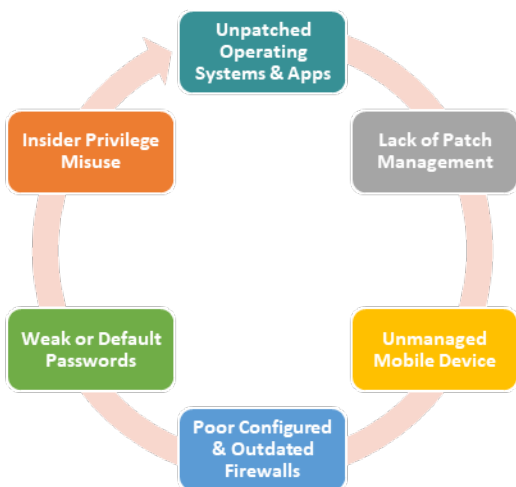 Unpatched
Operating
Systems & Apps
Lack of Patch
Management
Unmanaged
Mobile Device
Poor Configured
& Outdated
Firewalls
Weak or Default
Passwords
Insider Privilege
Misuse